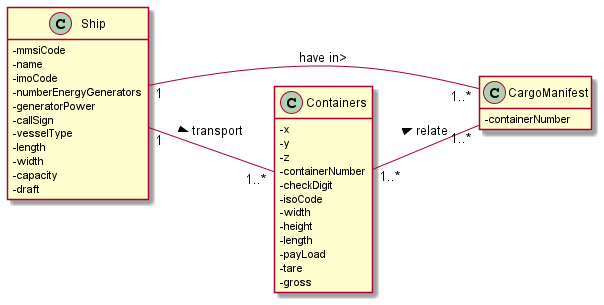 C Ship
-mmsiCode
-name
-imoCode
-numberEnergyGenerators
-generatorPower
-callSign
-vesselType
-length
-width
-capacity
-draft
have in>
1
1..*
transport
1
1..*
C Containers
-x
-y
-z
-containerNumber
-checkDigit
-isoCode
-width
-height
-length
-payLoad
-tare
-gross
relate
1..*
1..*
C CargoManifest
-containerNumber